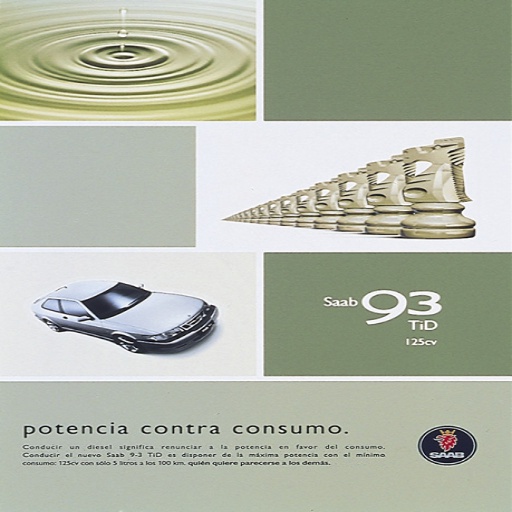 Saab 93
TiD
125cv
potencia contra consumo.
Conducir un diesel significa renunciar a la potencia en favor del consumo.
Conducir el nuevo Saab 9-3 TiD es disponer de la máxima potencia con el mínimo
consumo: 125cv con sólo 5 litros a los 100 km. quién quiere parecerse a los demás.
SAAB